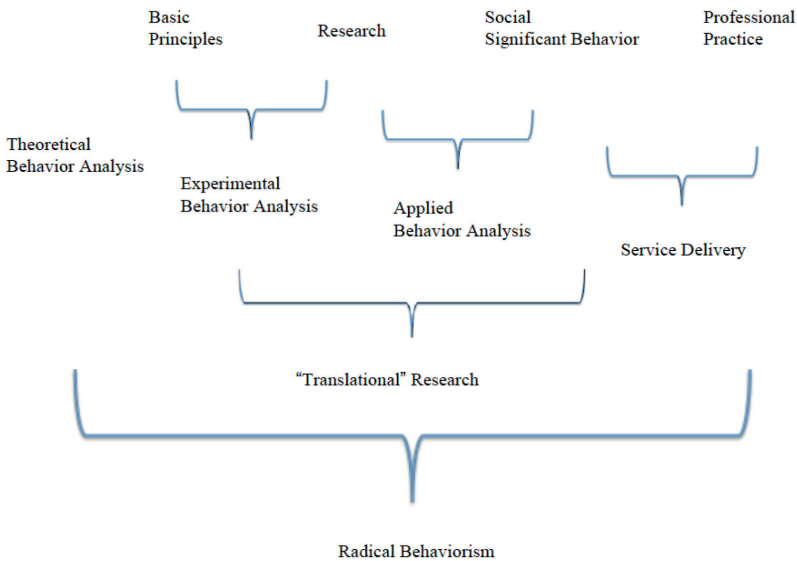 Basic
Principles
Research
Social
Significant Behavior
Professional
Practice
Theoretical
Behavior Analysis
Experimental
Behavior Analysis
Applied
Behavior Analysis
Service Delivery
“Translational” Research
Radical Behaviorism